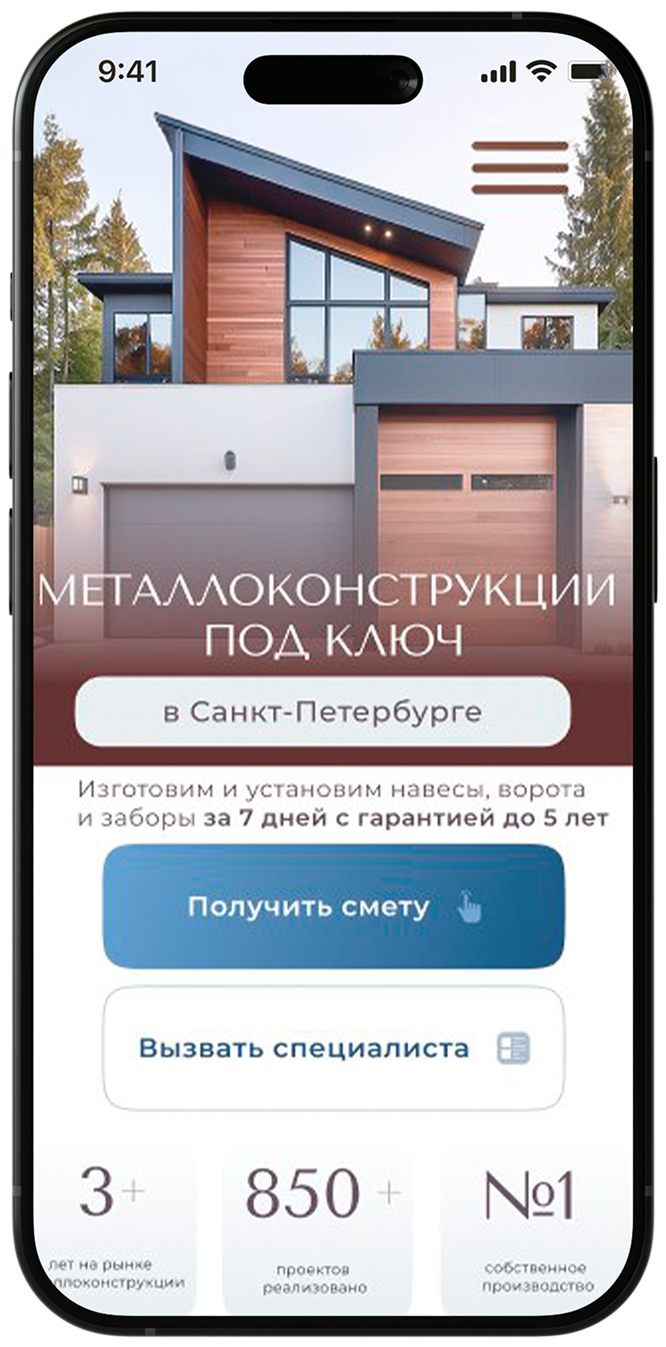 9:41
МЕТАЛЛОКОНСТРУКЦИИ
ПОД КЛЮЧ
в Санкт-Петербурге
Изготовим и установим навесы, ворота
и заборы за 7 дней с гарантией до 5 лет
Получить смету
Вызвать специалиста
3+
850 +
№1
лет на рынке
ллоконструкции
проектов
реализовано
собственное
производство